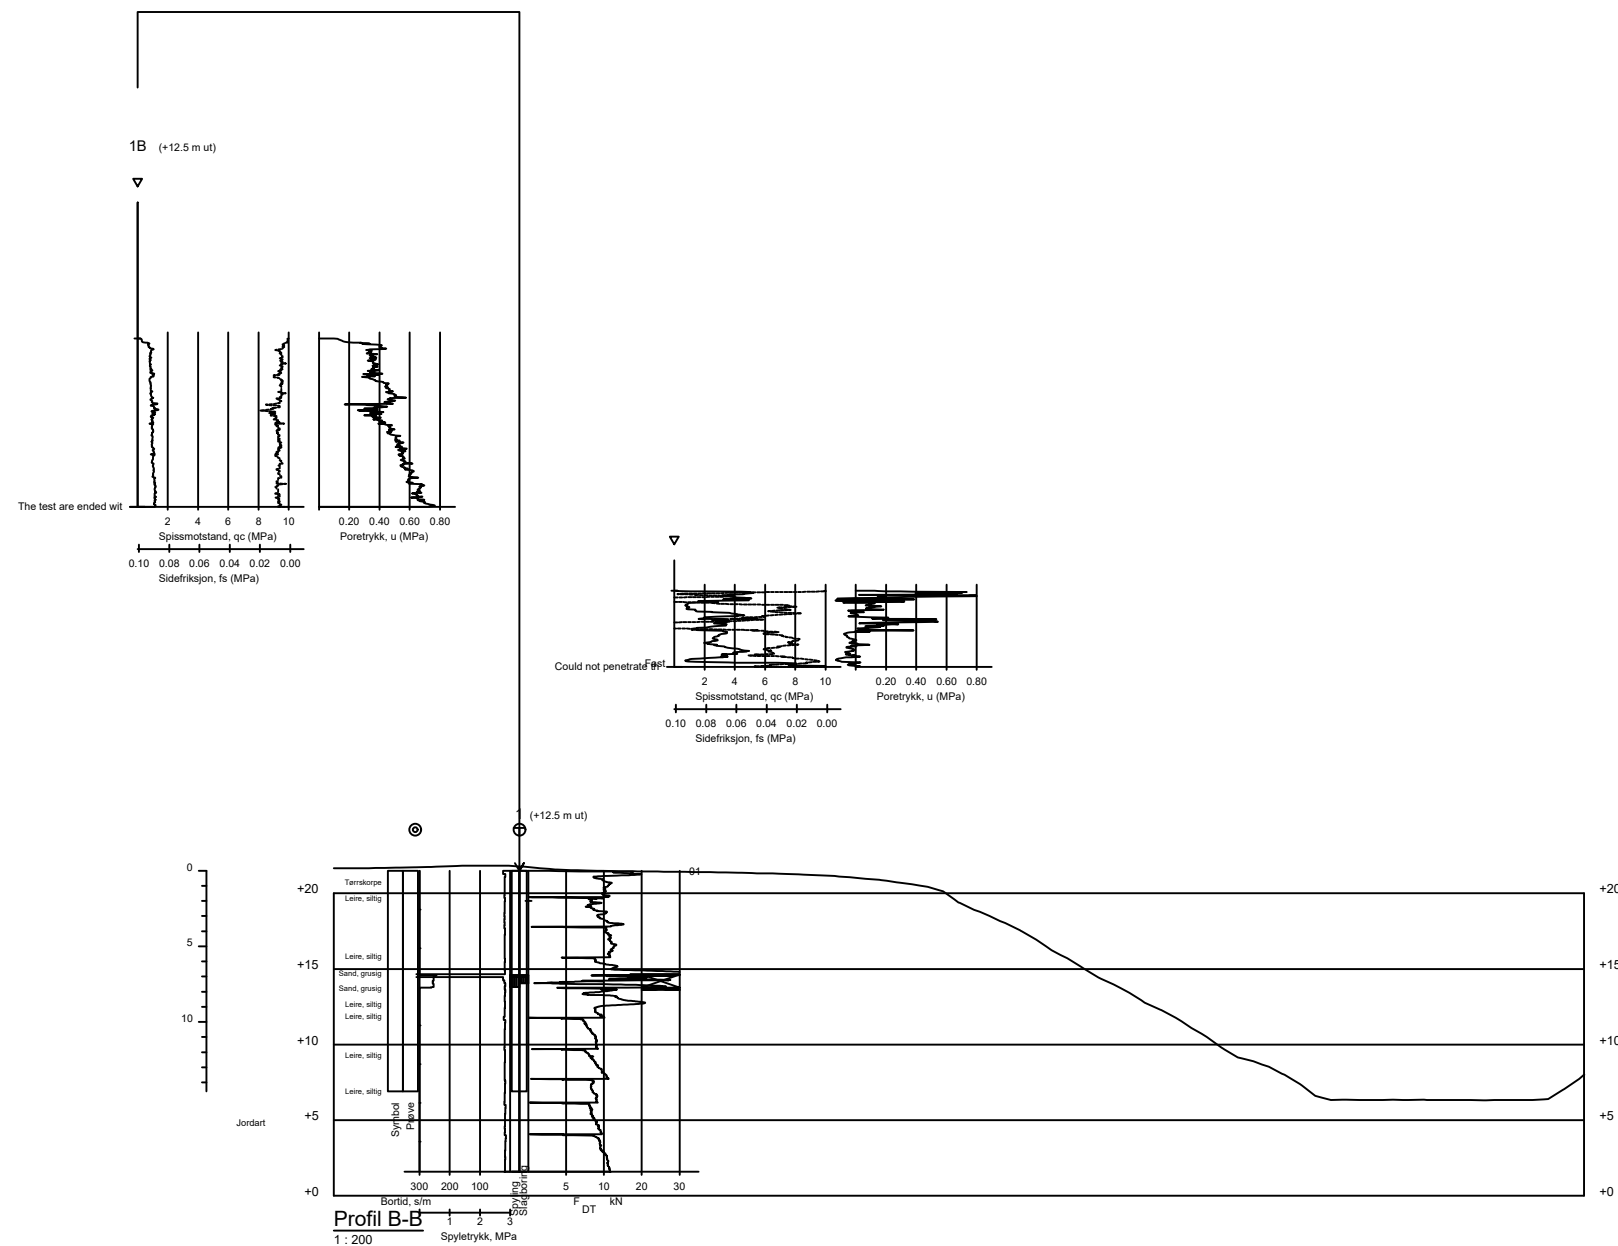 1B (+12.5 m ut)
The test are ended wit
2 4 6 8 10
Spissmotstand, qc (MPa)
0.10 0.08 0.06 0.04 0.02 0.00
Sidefriksjon, fs (MPa)
0.20 0.40 0.60 0.80
Poretrykk, u (MPa)
Could not penetrate th
Fast
2 4 6 8 10
Spissmotstand, qc (MPa)
0.10 0.08 0.06 0.04 0.02 0.00
Sidefriksjon, fs (MPa)
0.20 0.40 0.60 0.80
Poretrykk, u (MPa)
1 (+12.5 m ut)
0
5
10
01
+20
+15
+10
+5
+0
Tørrskorpe
Leire, siltig
Leire, siltig
Sand, grusig
Sand, grusig
Leire, siltig
Leire, siltig
Leire, siltig
Leire, siltig
Jordart
Symbol
Prøve
300 200 100
Bortid, s/m
1 2 3
Spyletrykk, MPa
Spyling
Slagboring
5 10 20 30
F DT kN
+20
+15
+10
+5
+0
Profil B-B
1 : 200